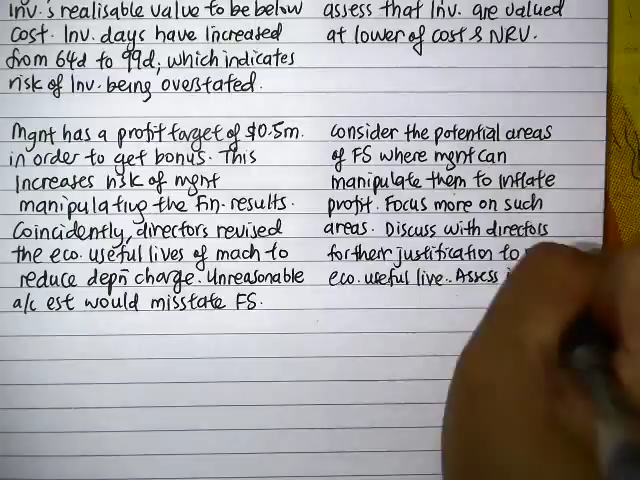 Inv.'s realisable value to be below
cost. Inv. days have increased
from 64d to 99d, which indicates
risk of Inv. being overstated.
assess that Inv. are valued
at lower of cost & NRV.
Mgnt has a profit target of $0.5m.
in order to get bonus. This
increases risk of mgnt
manipulating the fin. results.
Coincidently, directors revised
the eco. useful lives of mach to
reduce depn charge. Unreasonable
a/c est would misstate FS.
consider the potential areas
of FS where mgnt can
manipulate them to inflate
profit. Focus more on such
areas. Discuss with directors
for their justification to
eco. useful live.. Assess